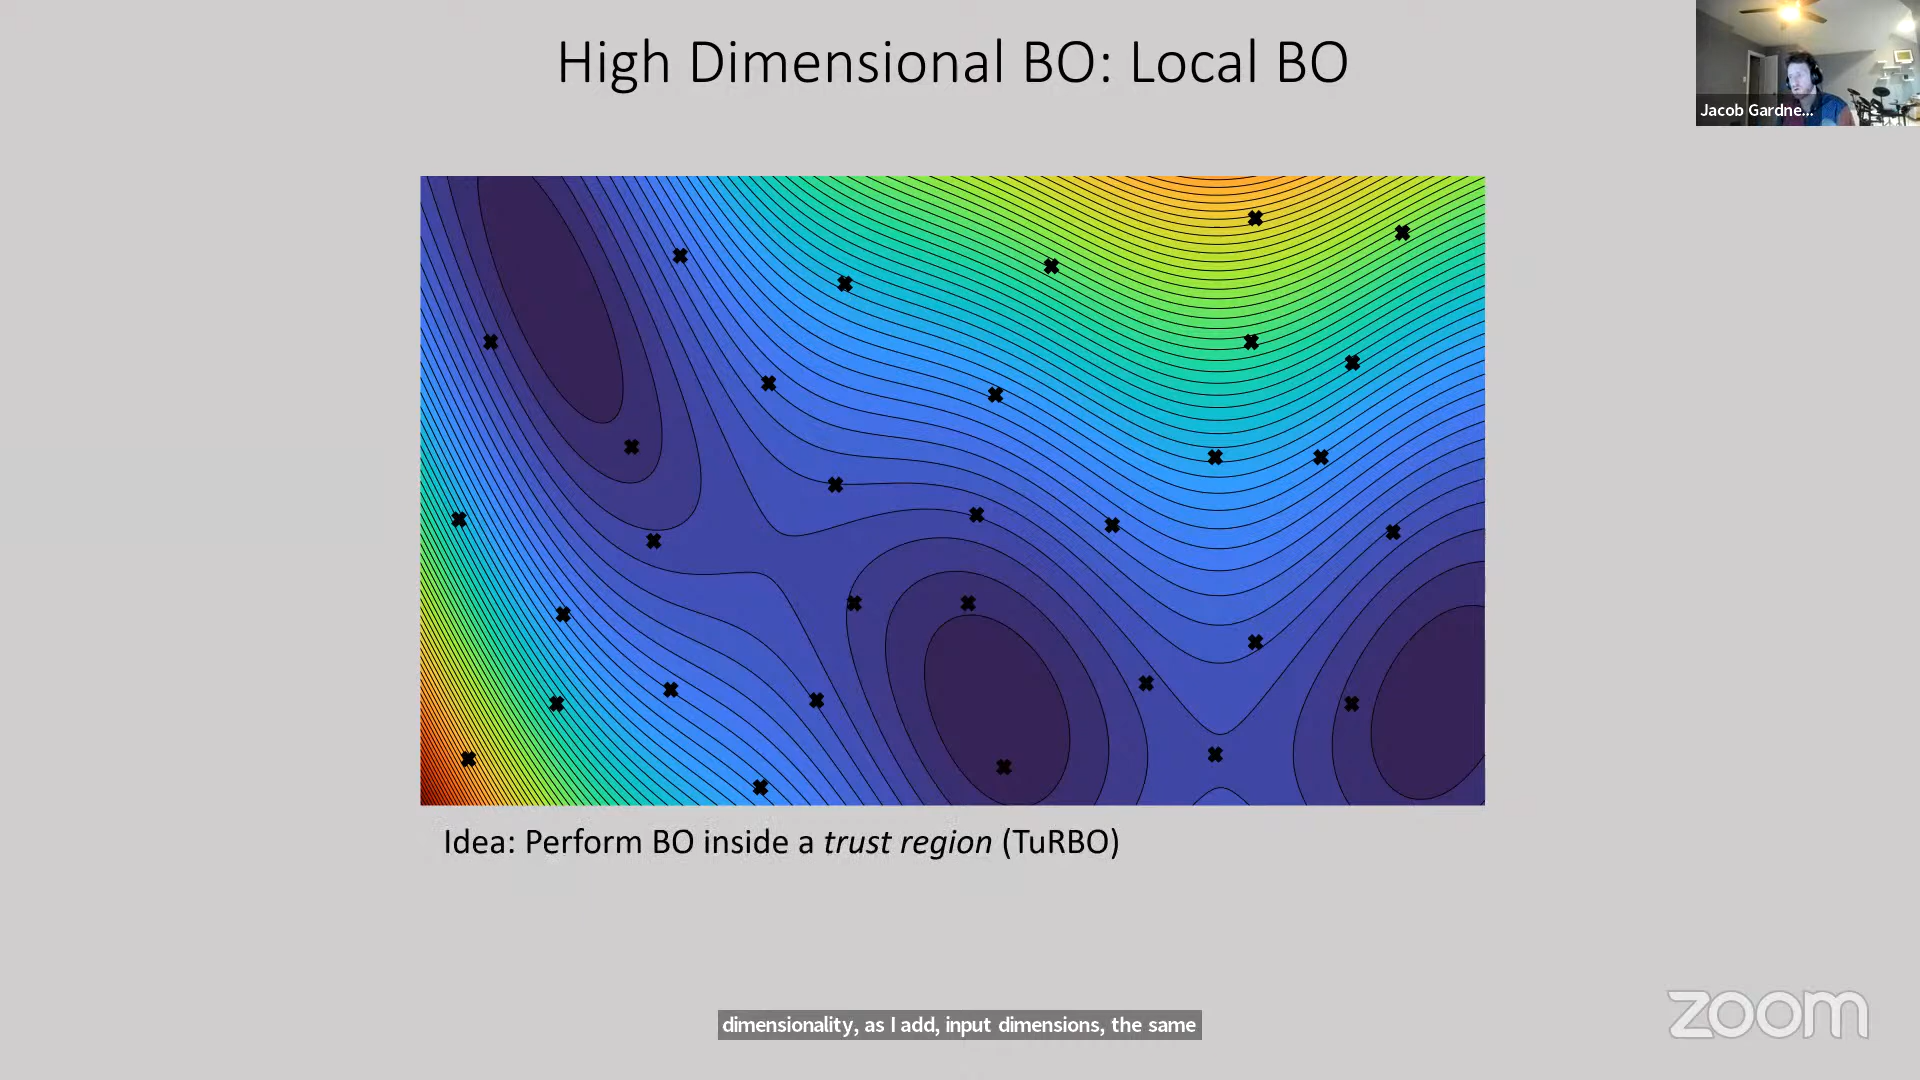 High Dimensional BO: Local BO
Jacob Gardne...
Idea: Perform BO inside a trust region (TuRBO)
dimensionality, as I add, input dimensions, the same
zoom